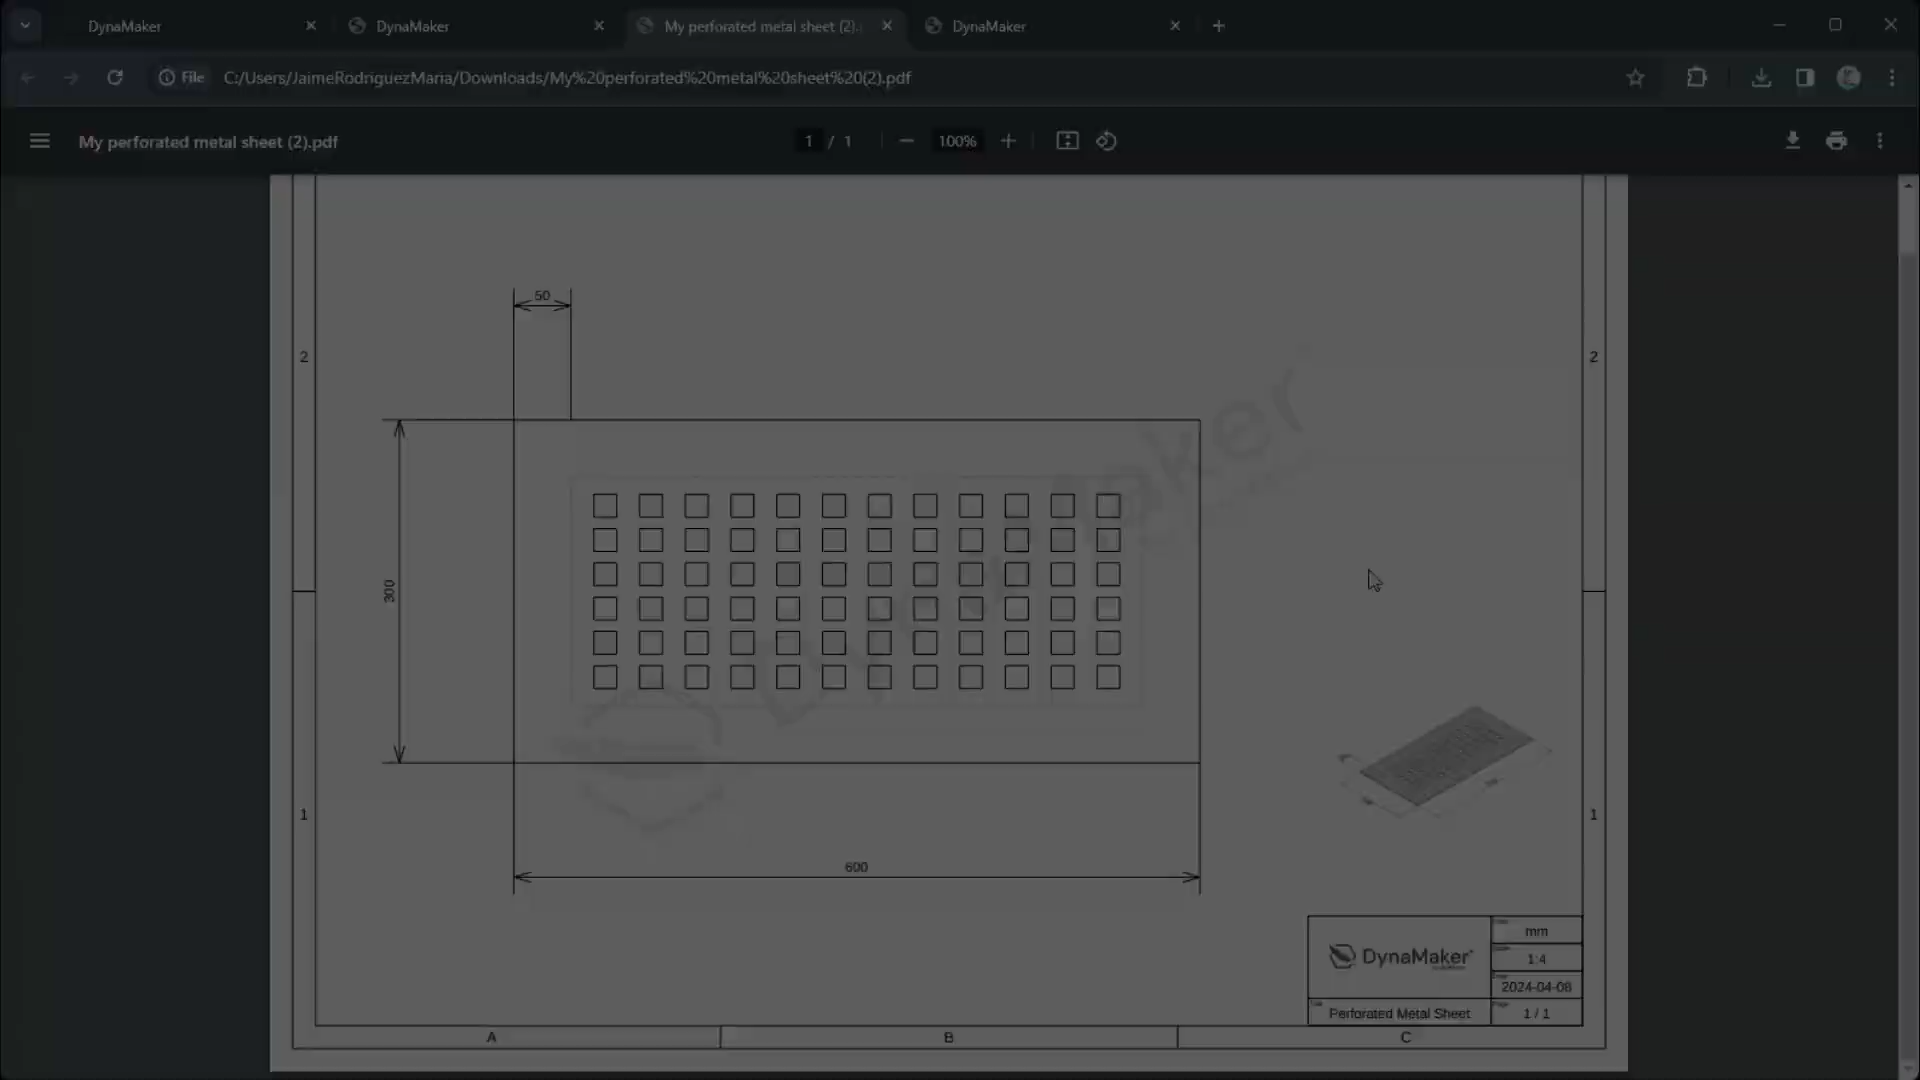 DynaMaker
DynaMaker
My perforated metal sheet (2).
DynaMaker
File
C:/Users/JaimeRodriguezMaria/Downloads/My%20perforated%20metal%20sheet%20(2).pdf
My perforated metal sheet (2).pdf
1 / 1
100%
50
2
2
DynaMaker
300
1
1
600
DynaMaker
mm
1:4
2024-04-08
Perforated Metal Sheet
1 / 1
A
B
C